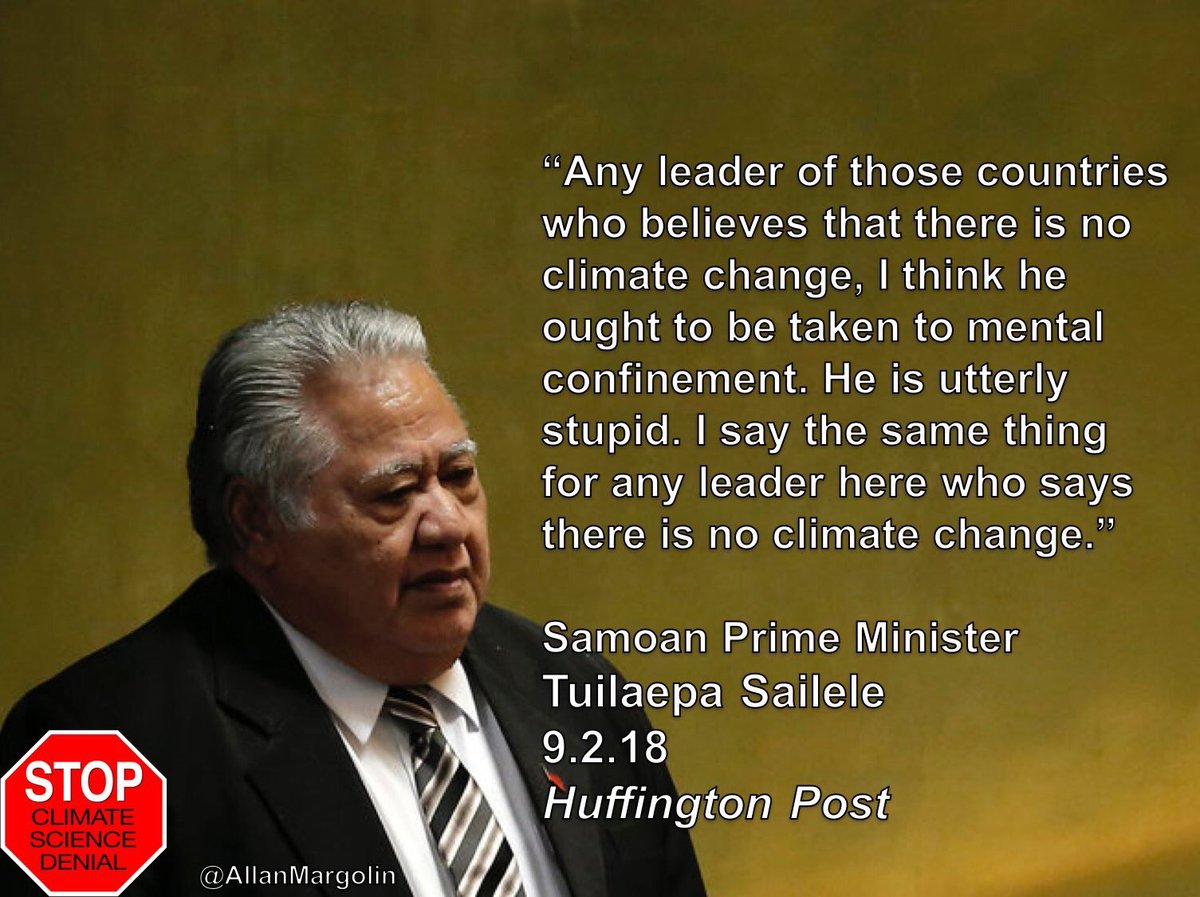 “Any leader of those countries
who believes that there is no
climate change, I think he
ought to be taken to mental
confinement. He is utterly
stupid. I say the same thing
for any leader here who says
there is no climate change.”
Samoan Prime Minister
Tuilaepa Sailele
9.2.18
Huffington Post
STOP
CLIMATE
SCIENCE
DENIAL
@AllanMargolin